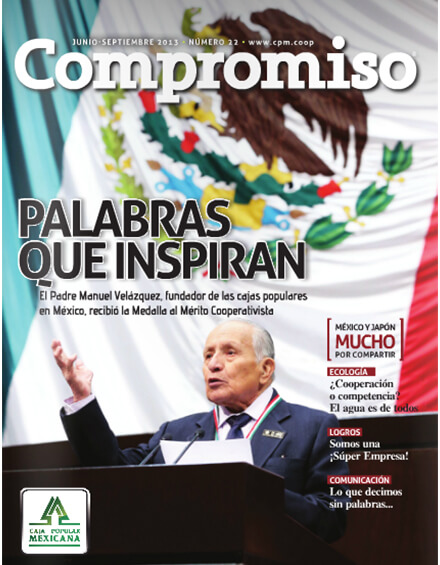 JUNIO-SEPTIEMBRE 2013 • NÚMERO 22 • www.cpm.coop
Compromiso
PALABRAS
QUE INSPIRAN
El Padre Manuel Velázquez, fundador de las cajas populares
en México, recibió la Medalla al Mérito Cooperativista
MÉXICO Y JAPÓN
MUCHO
POR COMPARTIR
ECOLOGÍA
¿Cooperación
o competencia?
El agua es de todos
LOGROS
Somos una
¡Súper Empresa!
COMUNICACIÓN
Lo que decimos
sin palabras...
CAJA POPULAR
MEXICANA